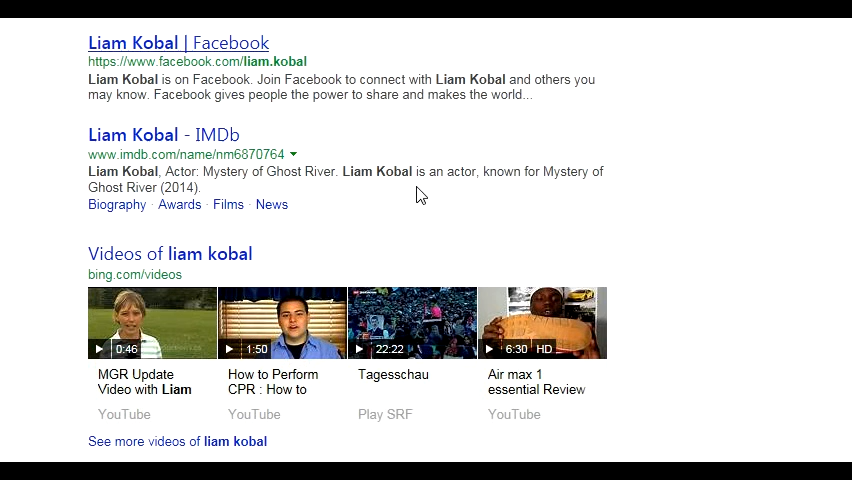 Liam Kobal | Facebook
https://www.facebook.com/liam.kobal
Liam Kobal is on Facebook. Join Facebook to connect with Liam Kobal and others you
may know. Facebook gives people the power to share and makes the world...
Liam Kobal - IMDb
www.imdb.com/name/nm6870764
Liam Kobal, Actor: Mystery of Ghost River. Liam Kobal is an actor, known for Mystery of
Ghost River (2014).
Biography · Awards · Films · News
Videos of liam kobal
bing.com/videos
0:46
1:50
22:22
6:30 HD
MGR Update
Video with Liam
YouTube
How to Perform
CPR : How to
YouTube
Tagesschau
Play SRF
Air max 1
essential Review
YouTube
See more videos of liam kobal